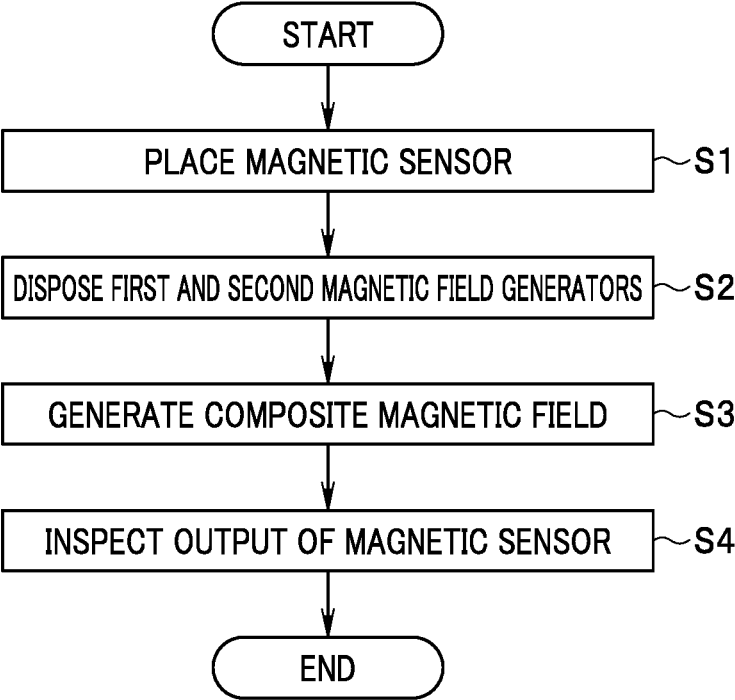 START
PLACE MAGNETIC SENSOR
S1
DISPOSE FIRST AND SECOND MAGNETIC FIELD GENERATORS
S2
GENERATE COMPOSITE MAGNETIC FIELD
S3
INSPECT OUTPUT OF MAGNETIC SENSOR
S4
END